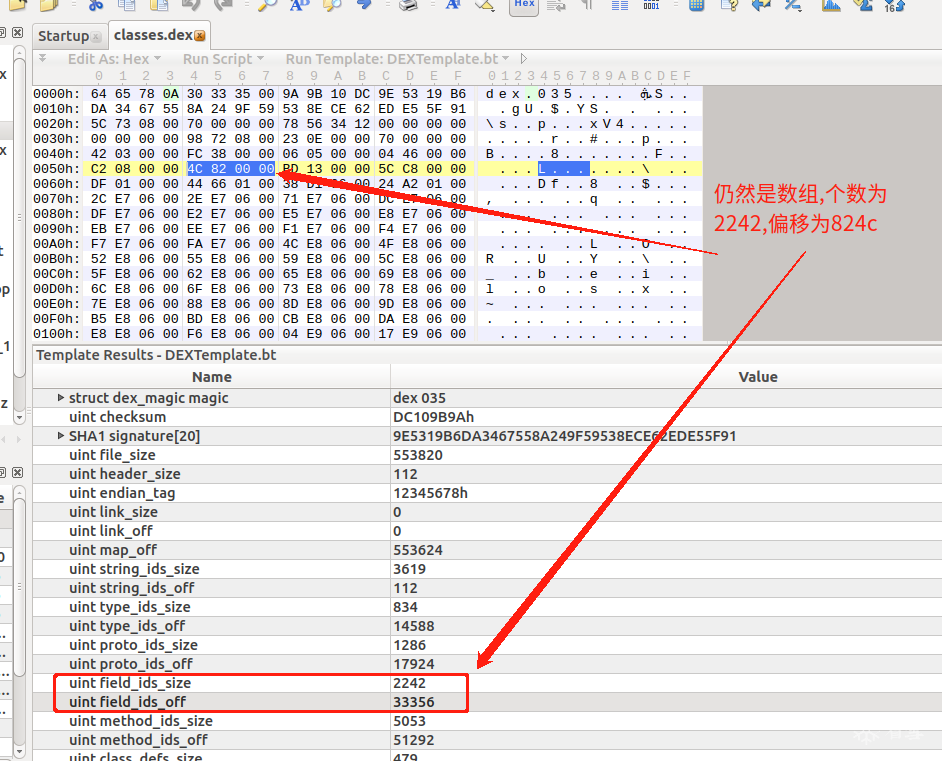 Startup classes.dex
Edit As: Hex Run Script Run Template: DEXTemplate.bt
0 1 2 3 4 5 6 7 8 9 A B C D E F 0123456789ABCDEF
0000h: 64 65 78 0A 30 33 35 00 9A 9B 10 DC 9E 53 19 B6 dex.035......S..
0010h: DA 34 67 55 8A 24 9F 59 53 8E CE 62 ED E5 5F 91
0020h: 5C 73 08 00 70 00 00 00 78 56 34 12 00 00 00 00 \s..p...xV4.....
0030h: 00 00 00 00 88 72 08 00 23 0E 00 00 70 00 00 00 .....r..#...p...
0040h: 42 03 00 00 FC 38 00 00 06 05 00 00 04 46 00 00 B....8.......F..
0050h: C2 08 00 00 4C 82 00 00 BD 13 00 00 5C C8 00 00 ....L.......\...
0060h: DF 01 00 00 44 66 01 00 24 A2 01 00 ....Df..8...$...
0070h: 2C E7 06 00 2E E7 06 00 71 E7 06 00 06 00
0080h: DF E7 06 00 E2 E7 06 00 E5 E7 06 00 E8 E7 06 00
0090h: EB E7 06 00 EE E7 06 00 F1 E7 06 00 F4 E7 06 00
00A0h: F7 E7 06 00 FA E7 06 00 4C E8 06 00 4F E8 06 00
00B0h: 52 E8 06 00 55 E8 06 00 59 E8 06 00 5C E8 06 00 R...U...Y...\...
00C0h: 5F E8 06 00 62 E8 06 00 65 E8 06 00 69 E8 06 00 _...b...e...i...
00D0h: 6C E8 06 00 6F E8 06 00 73 E8 06 00 78 E8 06 00 l...o...s...x...
00E0h: 7E E8 06 00 88 E8 06 00 8D E8 06 00 9D E8 06 00 ~...............
00F0h: B5 E8 06 00 BD E8 06 00 CB E8 06 00 DA E8 06 00 ................
0100h: E8 E8 06 00 F6 E8 06 00 04 E9 06 00 17 E9 06 00 ................
仍然是数组,个数为
2242,偏移为824c
Template Results - DEXTemplate.bt
Name Value
struct dex_magic magic dex 035
uint checksum DC109B9Ah
SHA1 signature[20] 9E5319B6DA3467558A249F59538ECE62EDE55F91
uint file_size 553820
uint header_size 112
uint endian_tag 12345678h
uint link_size 0
uint link_off 0
uint map_off 553624
uint string_ids_size 3619
uint string_ids_off 112
uint type_ids_size 834
uint type_ids_off 14588
uint proto_ids_size 1286
uint proto_ids_off 17924
uint field_ids_size 2242
uint field_ids_off 33356
uint method_ids_size 5053
uint method_ids_off 51292
uint class_defs_size 479